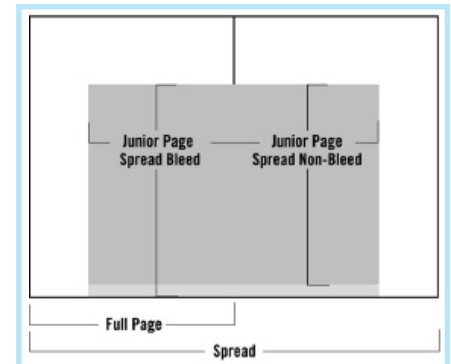 Junior Page
Spread Bleed
Junior Page
Spread Non-Bleed
Full Page
Spread